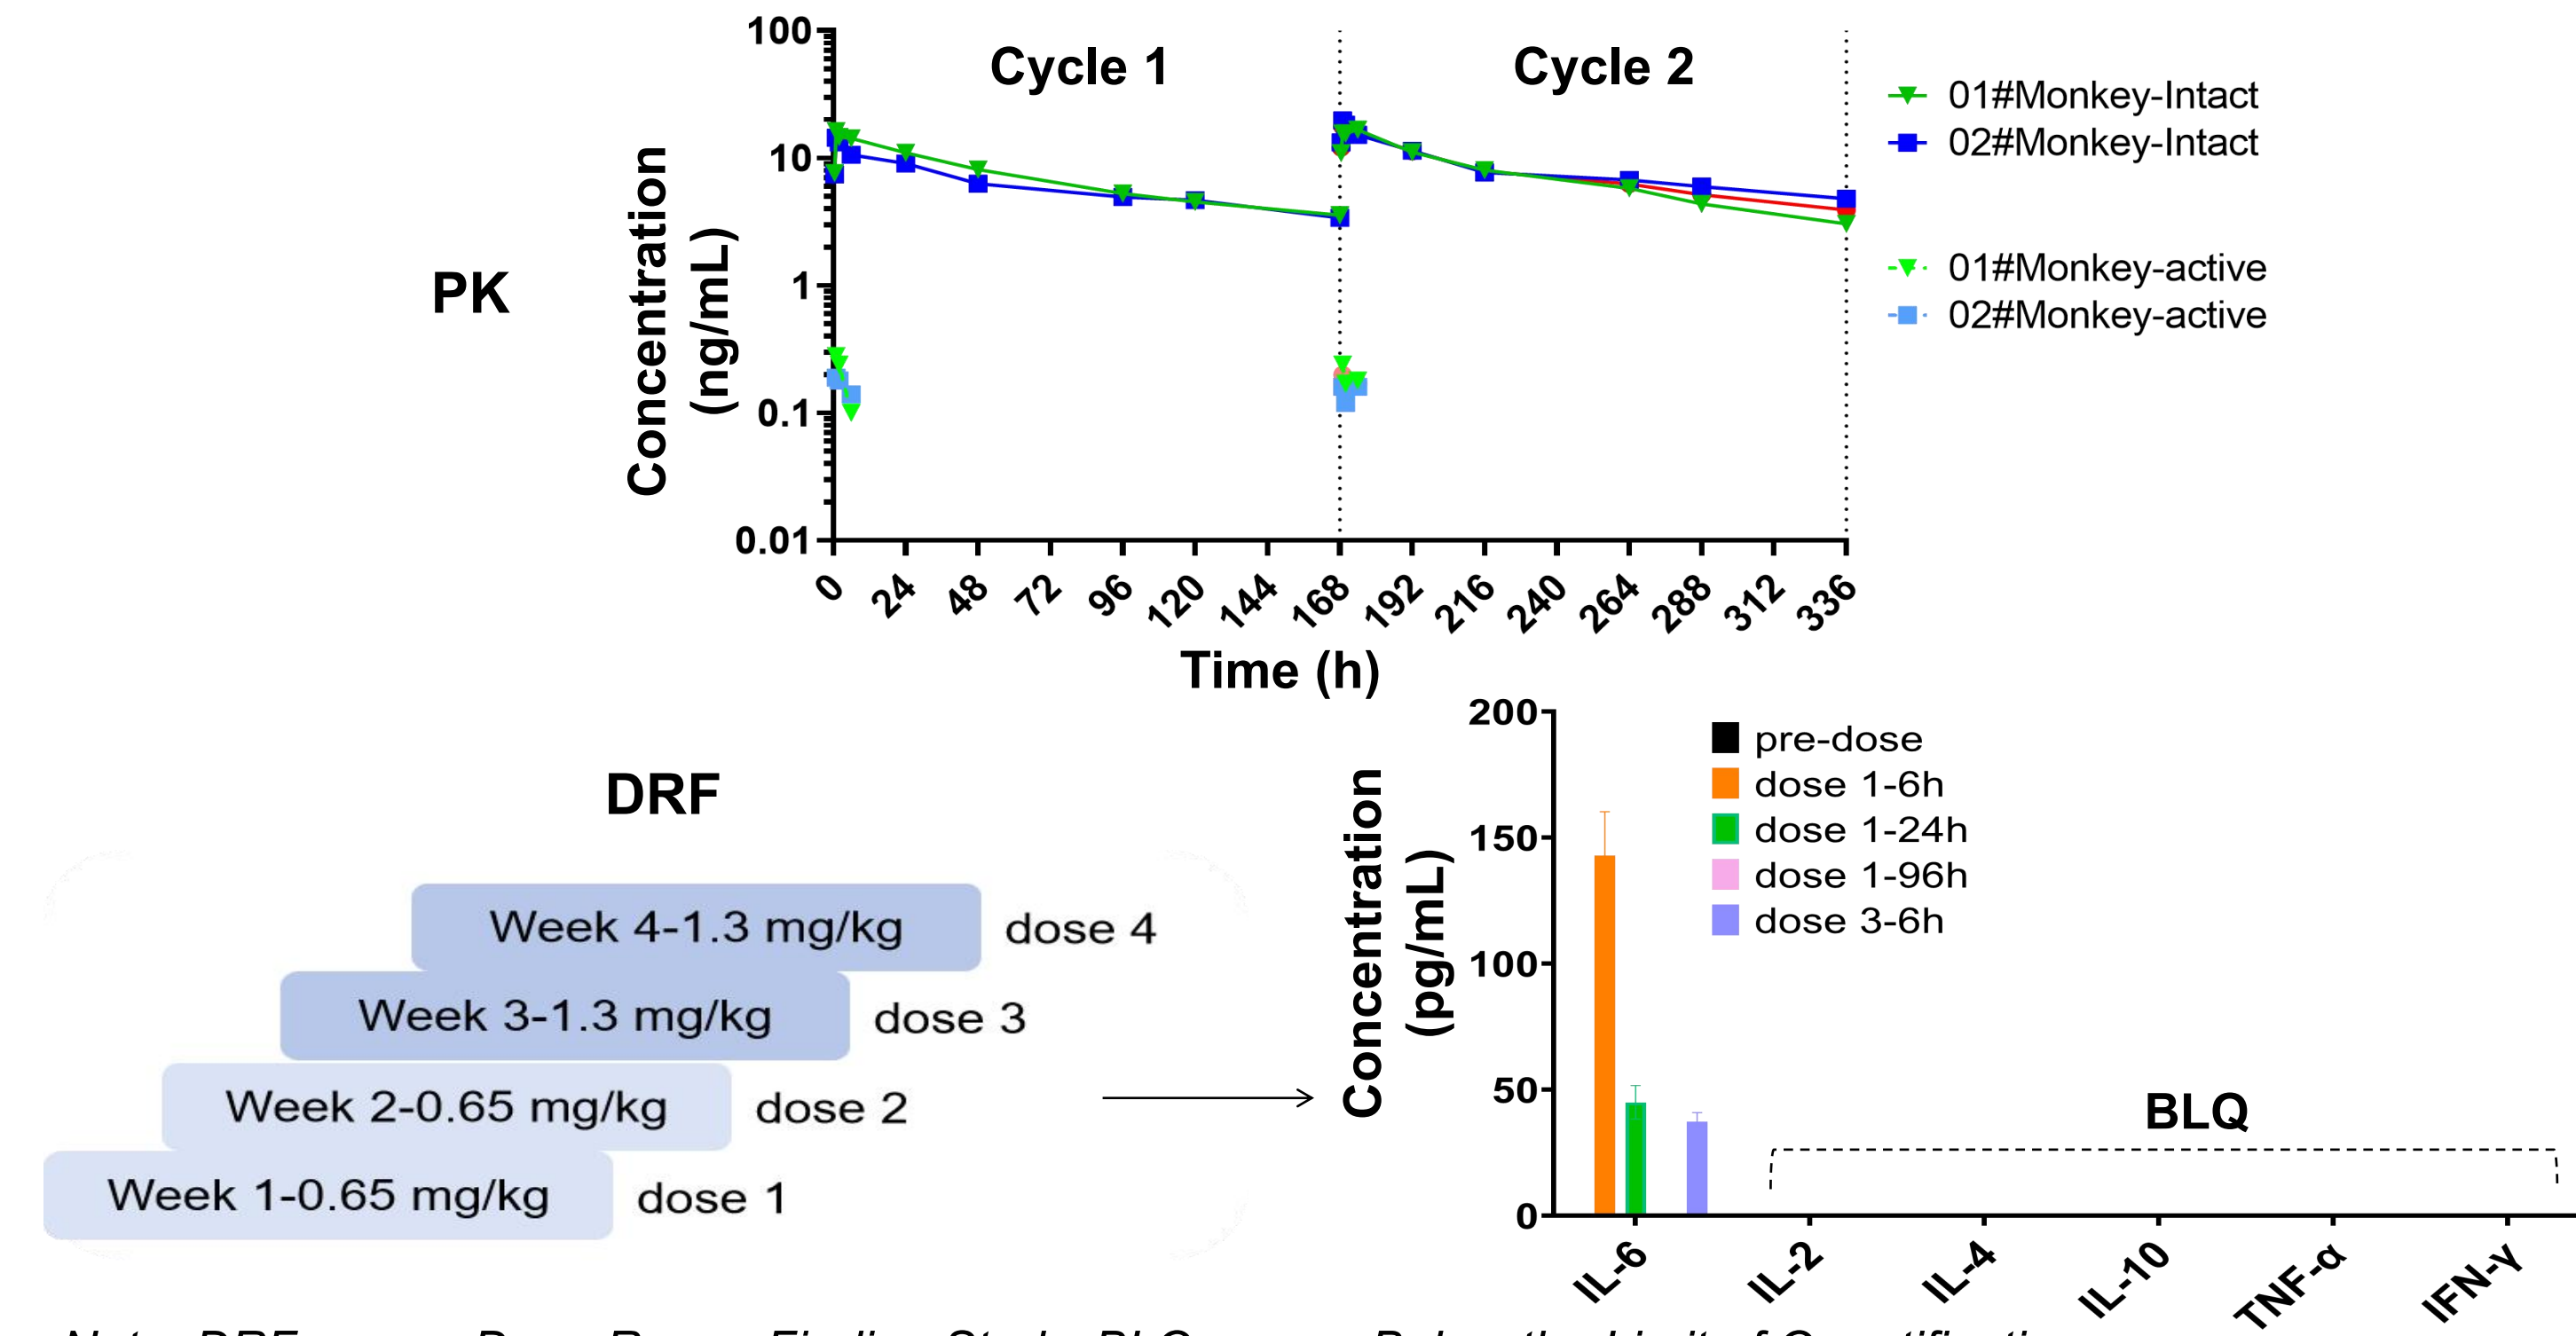 PK
Concentration
(ng/mL)
100
10
1
0.1
0.01
Cycle 1
Cycle 2
0
24
48
72
96
120
144
168
192
216
240
264
288
312
336
Time (h)
01#Monkey-Intact
02#Monkey-Intact
01#Monkey-active
02#Monkey-active
DRF
Week 4-1.3 mg/kg dose 4
Week 3-1.3 mg/kg dose 3
Week 2-0.65 mg/kg dose 2
Week 1-0.65 mg/kg dose 1
Concentration
(pg/mL)
200
150
100
50
0
pre-dose
dose 1-6h
dose 1-24h
dose 1-96h
dose 3-6h
BLQ
IL-6
IL-2
IL-4
IL-10
TNF-α
IFN-γ